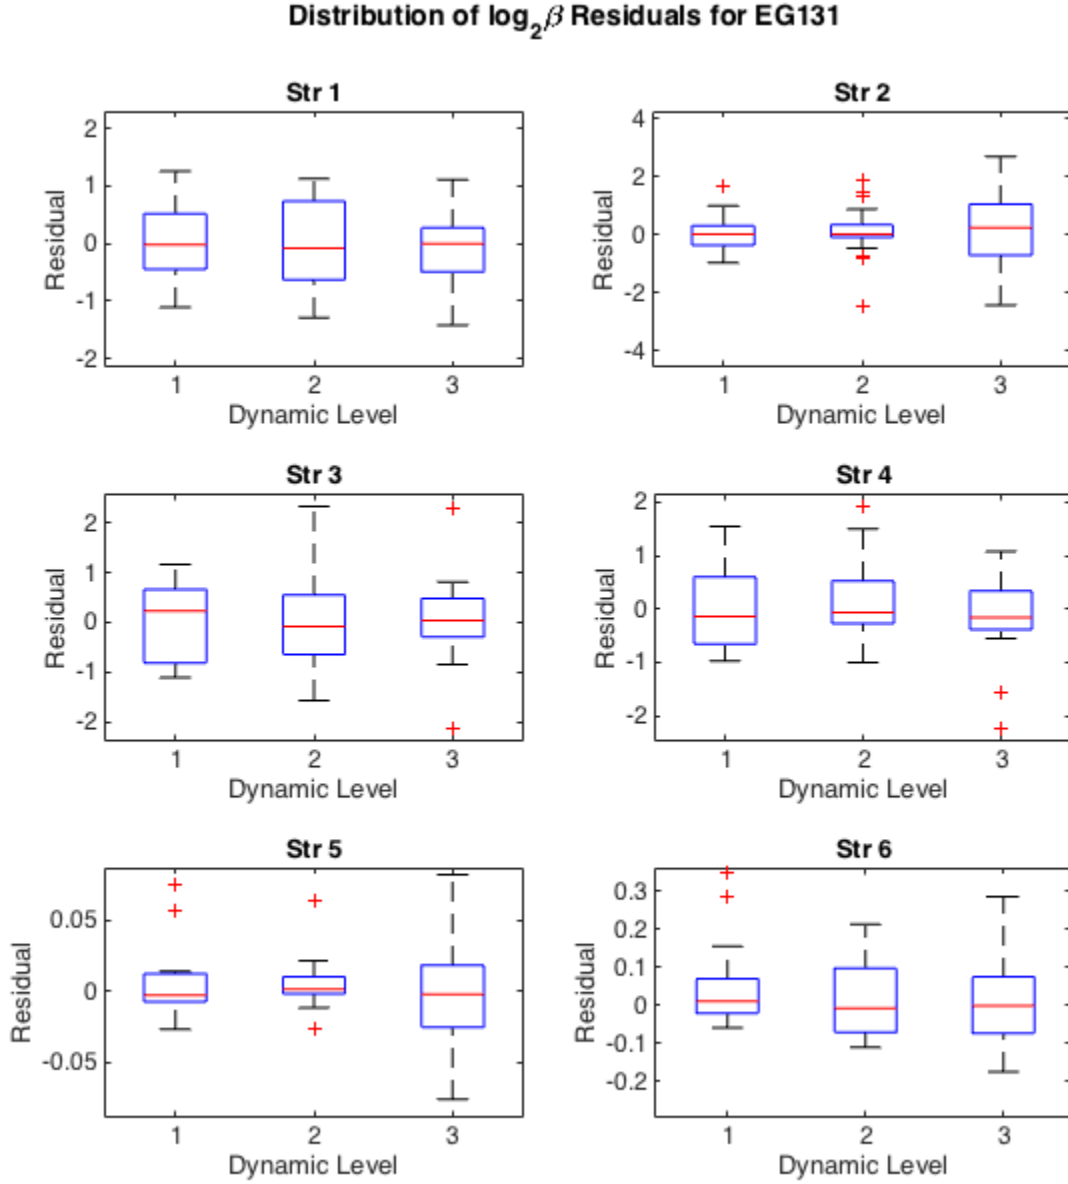 Distribution of log₂β Residuals for EG131
Str 1
2
1
0
-1
-2
Residual
1 2 3
Dynamic Level
Str 2
4
2
0
-2
-4
Residual
1 2 3
Dynamic Level
Str 3
2
1
0
-1
-2
Residual
1 2 3
Dynamic Level
Str 4
2
1
0
-1
-2
Residual
1 2 3
Dynamic Level
Str 5
0.05
0
-0.05
Residual
1 2 3
Dynamic Level
Str 6
0.3
0.2
0.1
0
-0.1
-0.2
Residual
1 2 3
Dynamic Level